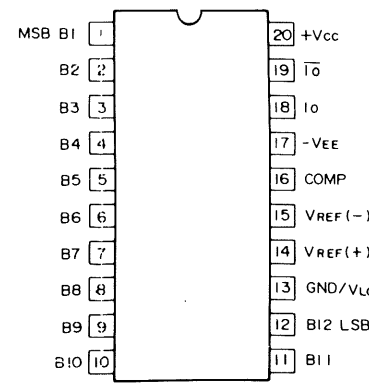 MSB B1 1 20 +VCC
B2 2 19 I̅o̅
B3 3 18 Io
B4 4 17 -VEE
B5 5 16 COMP
B6 6 15 VREF(-)
B7 7 14 VREF(+)
B8 8 13 GND/VLC
B9 9 12 B12 LSB
B10 10 11 B11